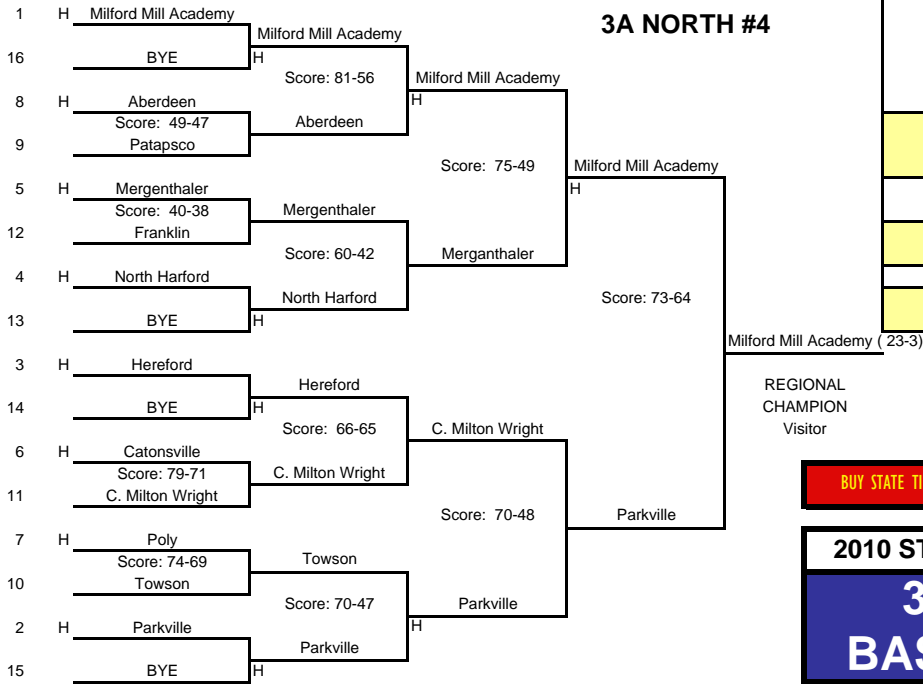 3A NORTH #4
1 H Milford Mill Academy
Milford Mill Academy
16 BYE H
Score: 81-56
Milford Mill Academy
H
8 H Aberdeen
Score: 49-47
Aberdeen
9 Patapsco
Score: 75-49
Milford Mill Academy
H
5 H Mergenthaler
Score: 40-38
Mergenthaler
12 Franklin
Score: 60-42
Merganthaler
4 H North Harford
North Harford
13 BYE H
Score: 73-64
Milford Mill Academy ( 23-3)
REGIONAL
CHAMPION
Visitor
3 H Hereford
Hereford
14 BYE H
Score: 66-65
C. Milton Wright
6 H Catonsville
Score: 79-71
C. Milton Wright
11 C. Milton Wright
Score: 70-48
Parkville
7 H Poly
Score: 74-69
Towson
10 Towson
Score: 70-47
Parkville
H
2 H Parkville
Parkville
15 BYE H
BUY STATE TI
2010 ST
3
BAS